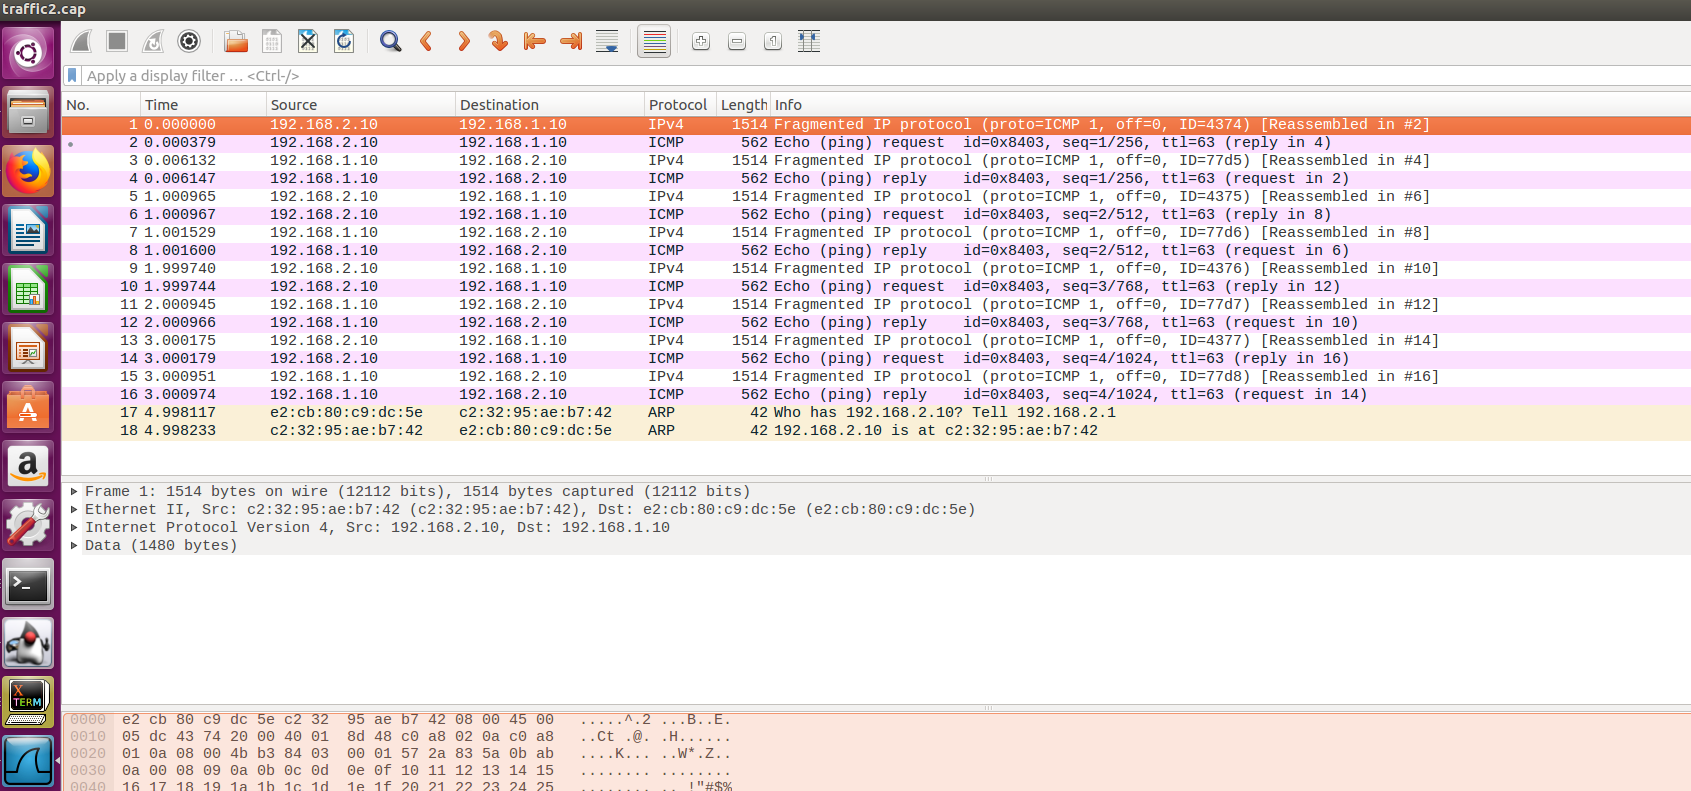 traffic2.cap
Apply a display filter … <Ctrl-/>
No. Time Source Destination Protocol Length Info
1 0.000000 192.168.2.10 192.168.1.10 IPv4 1514 Fragmented IP protocol (proto=ICMP 1, off=0, ID=4374) [Reassembled in #2]
2 0.000379 192.168.2.10 192.168.1.10 ICMP 562 Echo (ping) request id=0x8403, seq=1/256, ttl=63 (reply in 4)
3 0.006132 192.168.1.10 192.168.2.10 IPv4 1514 Fragmented IP protocol (proto=ICMP 1, off=0, ID=77d5) [Reassembled in #4]
4 0.006147 192.168.1.10 192.168.2.10 ICMP 562 Echo (ping) reply id=0x8403, seq=1/256, ttl=63 (request in 2)
5 1.000965 192.168.2.10 192.168.1.10 IPv4 1514 Fragmented IP protocol (proto=ICMP 1, off=0, ID=4375) [Reassembled in #6]
6 1.000967 192.168.2.10 192.168.1.10 ICMP 562 Echo (ping) request id=0x8403, seq=2/512, ttl=63 (reply in 8)
7 1.001529 192.168.1.10 192.168.2.10 IPv4 1514 Fragmented IP protocol (proto=ICMP 1, off=0, ID=77d6) [Reassembled in #8]
8 1.001600 192.168.1.10 192.168.2.10 ICMP 562 Echo (ping) reply id=0x8403, seq=2/512, ttl=63 (request in 6)
9 1.999740 192.168.2.10 192.168.1.10 IPv4 1514 Fragmented IP protocol (proto=ICMP 1, off=0, ID=4376) [Reassembled in #10]
10 1.999744 192.168.2.10 192.168.1.10 ICMP 562 Echo (ping) request id=0x8403, seq=3/768, ttl=63 (reply in 12)
11 2.000945 192.168.1.10 192.168.2.10 IPv4 1514 Fragmented IP protocol (proto=ICMP 1, off=0, ID=77d7) [Reassembled in #12]
12 2.000966 192.168.1.10 192.168.2.10 ICMP 562 Echo (ping) reply id=0x8403, seq=3/768, ttl=63 (request in 10)
13 3.000175 192.168.2.10 192.168.1.10 IPv4 1514 Fragmented IP protocol (proto=ICMP 1, off=0, ID=4377) [Reassembled in #14]
14 3.000179 192.168.2.10 192.168.1.10 ICMP 562 Echo (ping) request id=0x8403, seq=4/1024, ttl=63 (reply in 16)
15 3.000951 192.168.1.10 192.168.2.10 IPv4 1514 Fragmented IP protocol (proto=ICMP 1, off=0, ID=77d8) [Reassembled in #16]
16 3.000974 192.168.1.10 192.168.2.10 ICMP 562 Echo (ping) reply id=0x8403, seq=4/1024, ttl=63 (request in 14)
17 4.998117 e2:cb:80:c9:dc:5e c2:32:95:ae:b7:42 ARP 42 Who has 192.168.2.10? Tell 192.168.2.1
18 4.998233 c2:32:95:ae:b7:42 e2:cb:80:c9:dc:5e ARP 42 192.168.2.10 is at c2:32:95:ae:b7:42
Frame 1: 1514 bytes on wire (12112 bits), 1514 bytes captured (12112 bits)
Ethernet II, Src: c2:32:95:ae:b7:42 (c2:32:95:ae:b7:42), Dst: e2:cb:80:c9:dc:5e (e2:cb:80:c9:dc:5e)
Internet Protocol Version 4, Src: 192.168.2.10, Dst: 192.168.1.10
Data (1480 bytes)
0000 e2 cb 80 c9 dc 5e c2 32 95 ae b7 42 08 00 45 00 .....^.2 ...B..E.
0010 05 dc 43 74 20 00 40 01 8d 48 c0 a8 02 0a c0 a8 ..Ct .@. .H......
0020 01 0a 08 00 4b b3 84 03 00 01 57 2a 83 5a 0b ab ....K... ..W*.Z..
0030 0a 00 08 09 0a 0b 0c 0d 0e 0f 10 11 12 13 14 15 ........ ........
0040 16 17 18 19 1a 1b 1c 1d 1e 1f 20 21 22 23 24 25 ........ .. !"#$%
a
X
TERM